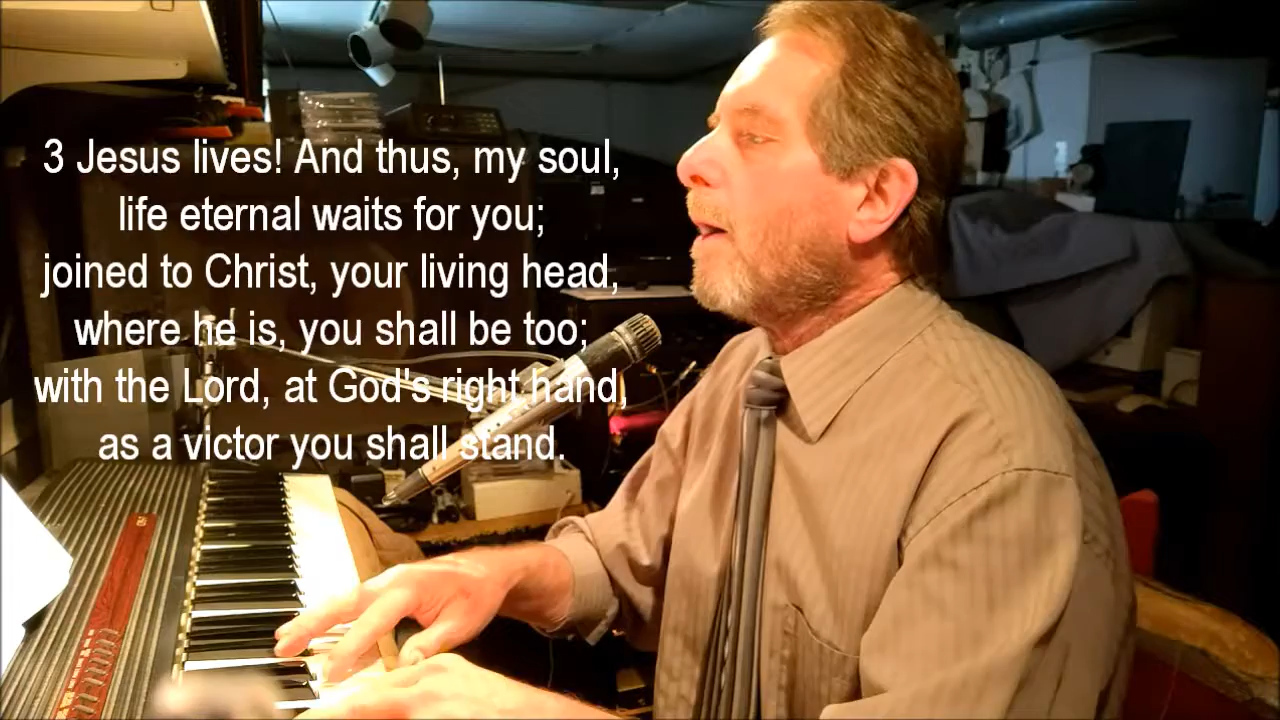 3 Jesus lives! And thus, my soul,
life eternal waits for you;
joined to Christ, your living head,
where he is, you shall be too;
with the Lord, at God's right hand,
as a victor you shall stand.